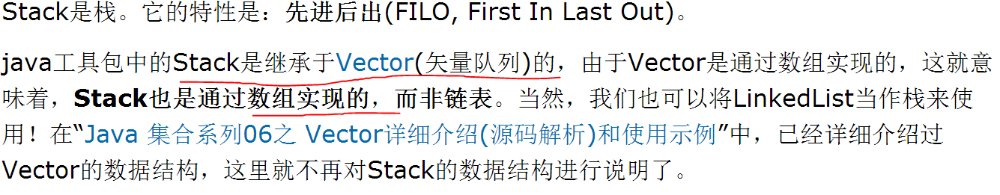 Stack是栈。它的特性是：先进后出(FILO, First In Last Out)。
java工具包中的Stack是继承于Vector(矢量队列)的，由于Vector是通过数组实现的，这就意
味着，Stack也是通过数组实现的，而非链表。当然，我们也可以将LinkedList当作栈来使
用！在“Java 集合系列06之 Vector详细介绍(源码解析)和使用示例”中，已经详细介绍过
Vector的数据结构，这里就不再对Stack的数据结构进行说明了。